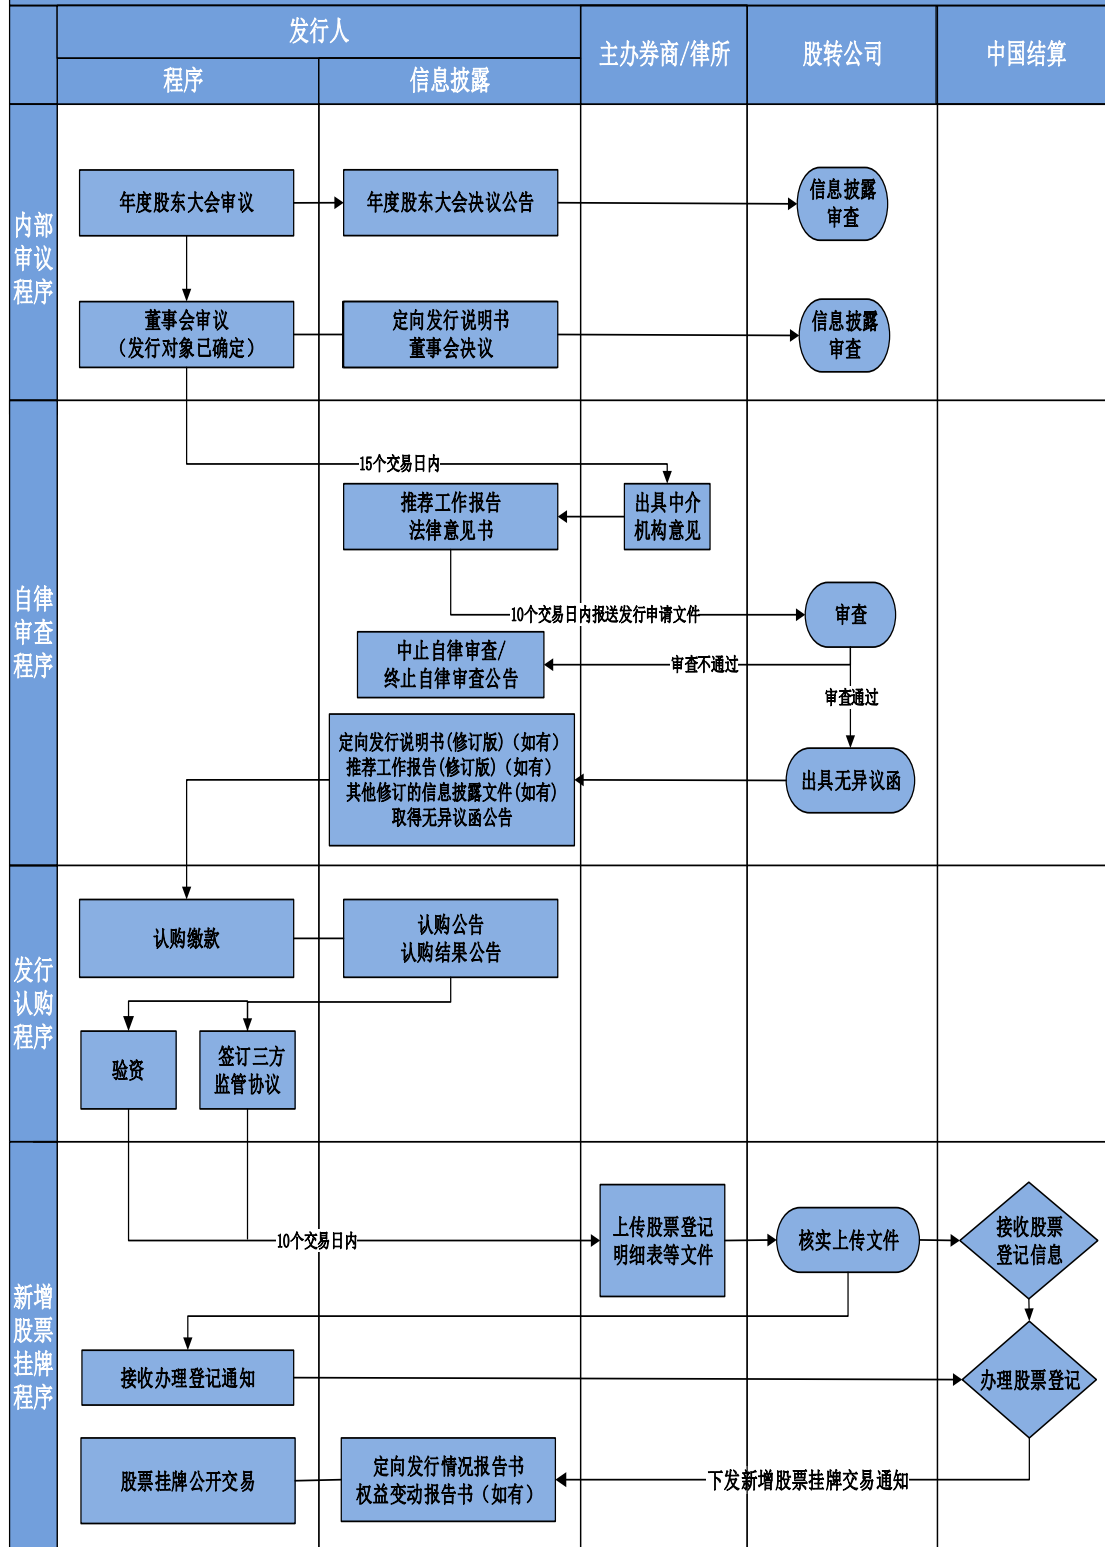 发行人
主办券商/律所
股转公司
中国结算
程序
信息披露
内部
审议
程序
年度股东大会审议
年度股东大会决议公告
信息披露
审查
董事会审议
（发行对象已确定）
定向发行说明书
董事会决议
信息披露
审查
自律
审查
程序
15个交易日内
推荐工作报告
法律意见书
出具中介
机构意见
10个交易日内报送发行申请文件
审查
中止自律审查/
终止自律审查公告
审查不通过
审查通过
定向发行说明书(修订版)（如有）
推荐工作报告(修订版)（如有）
其他修订的信息披露文件(如有)
取得无异议函公告
出具无异议函
发行
认购
程序
认购缴款
认购公告
认购结果公告
验资
签订三方
监管协议
新增
股票
挂牌
程序
10个交易日内
上传股票登记
明细表等文件
核实上传文件
接收股票
登记信息
接收办理登记通知
办理股票登记
股票挂牌公开交易
定向发行情况报告书
权益变动报告书（如有）
下发新增股票挂牌交易通知